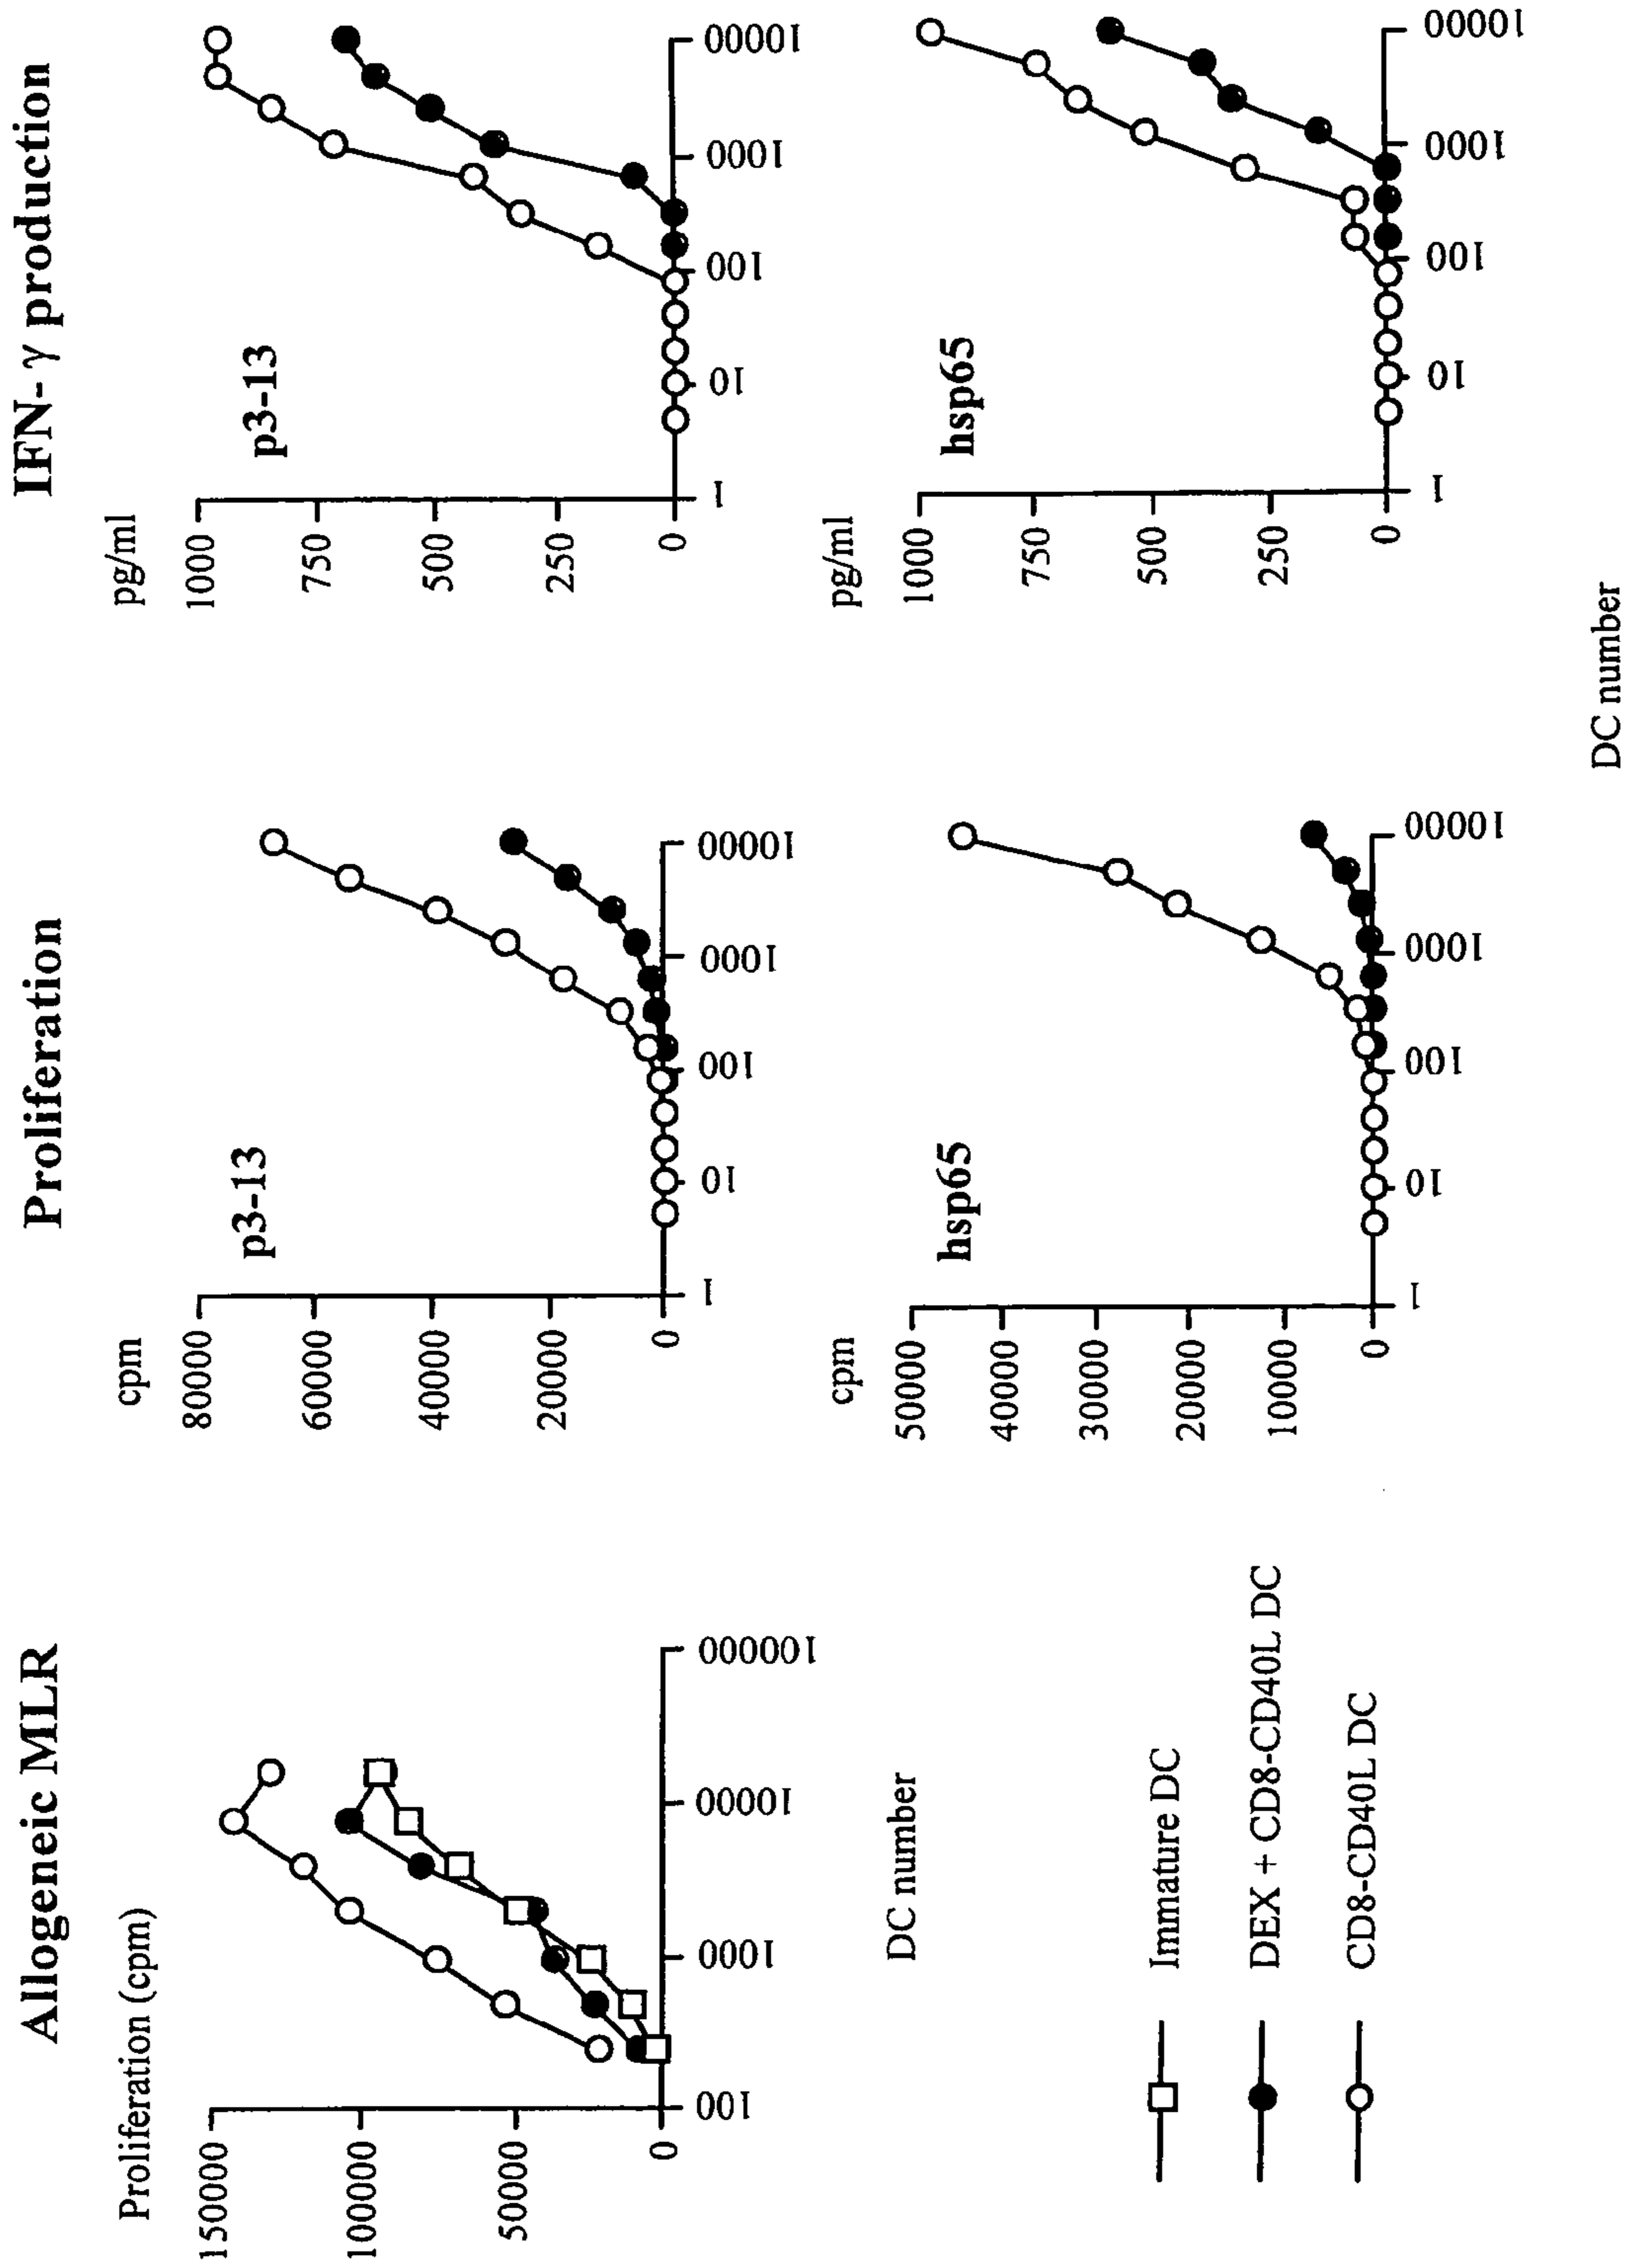 Allogeneic MLR
Proliferation (cpm)
150000
100000
50000
0
100
1000
10000
100000
DC number
Immature DC
DEX + CD8-CD40L DC
CD8-CD40L DC
Proliferation
cpm
80000
60000
40000
20000
0
p3-13
1
10
100
1000
10000
cpm
50000
40000
30000
20000
10000
0
hsp65
1
10
100
1000
10000
IFN-γ production
pg/ml
1000
750
500
250
0
p3-13
1
10
100
1000
10000
pg/ml
1000
750
500
250
0
hsp65
1
10
100
1000
10000
DC number